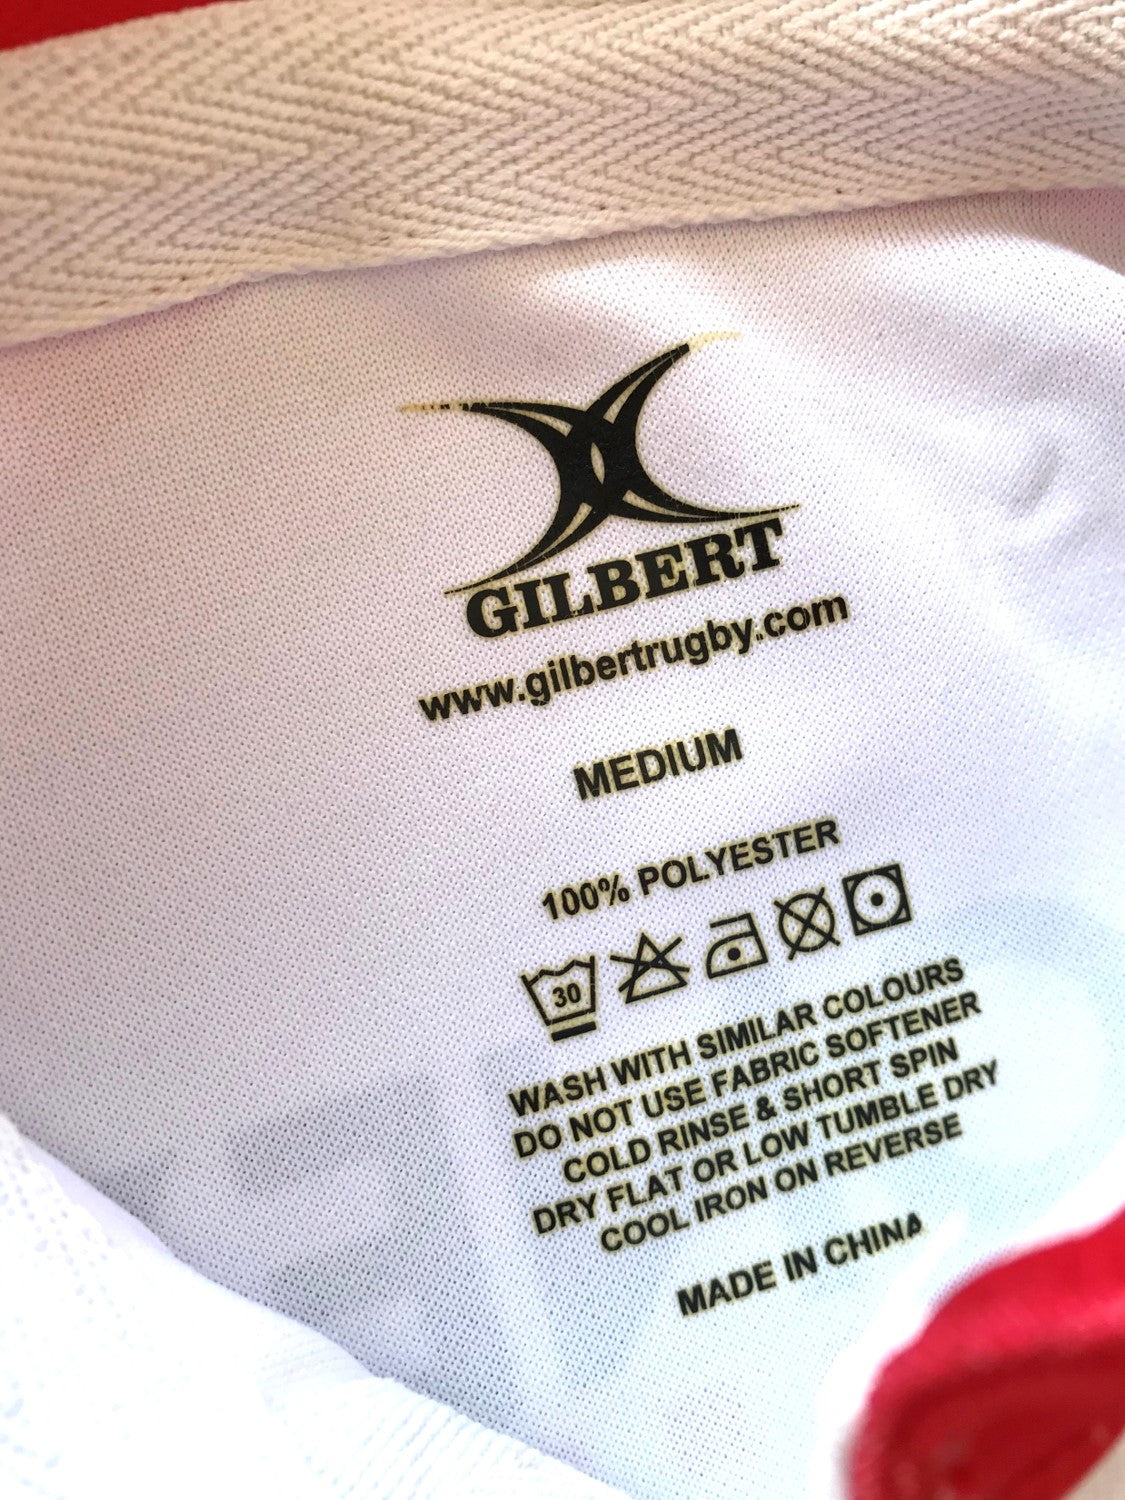 GILBERT
www.gilbertrugby.com
MEDIUM
100% POLYESTER
30
WASH WITH SIMILAR COLOURS
DO NOT USE FABRIC SOFTENER
COLD RINSE & SHORT SPIN
DRY FLAT OR LOW TUMBLE DRY
COOL IRON ON REVERSE
MADE IN CHINA